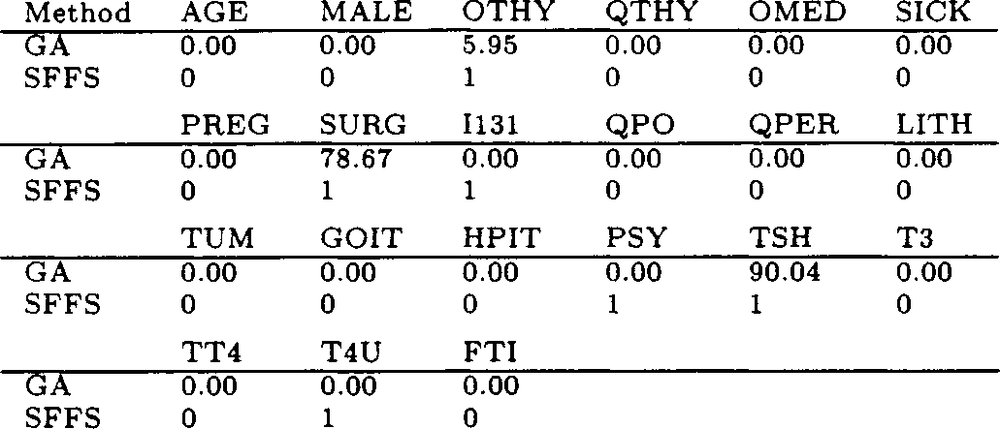 Method AGE MALE OTHY QTHY OMED SICK
GA 0.00 0.00 5.95 0.00 0.00 0.00
SFFS 0 0 1 0 0 0
PREG SURG I131 QPO QPER LITH
GA 0.00 78.67 0.00 0.00 0.00 0.00
SFFS 0 1 1 0 0 0
TUM GOIT HPIT PSY TSH T3
GA 0.00 0.00 0.00 0.00 90.04 0.00
SFFS 0 0 0 1 1 0
TT4 T4U FTI
GA 0.00 0.00 0.00
SFFS 0 1 0